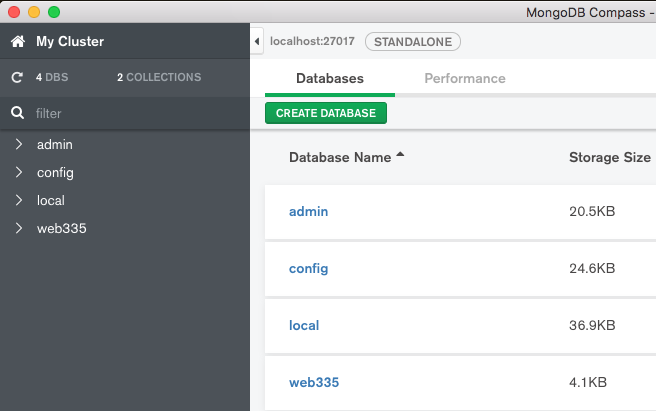 MongoDB Compass -
My Cluster
localhost:27017 STANDALONE
4 DBS 2 COLLECTIONS
Databases Performance
filter
CREATE DATABASE
admin
config
local
web335
Database Name Storage Size
admin 20.5KB
config 24.6KB
local 36.9KB
web335 4.1KB